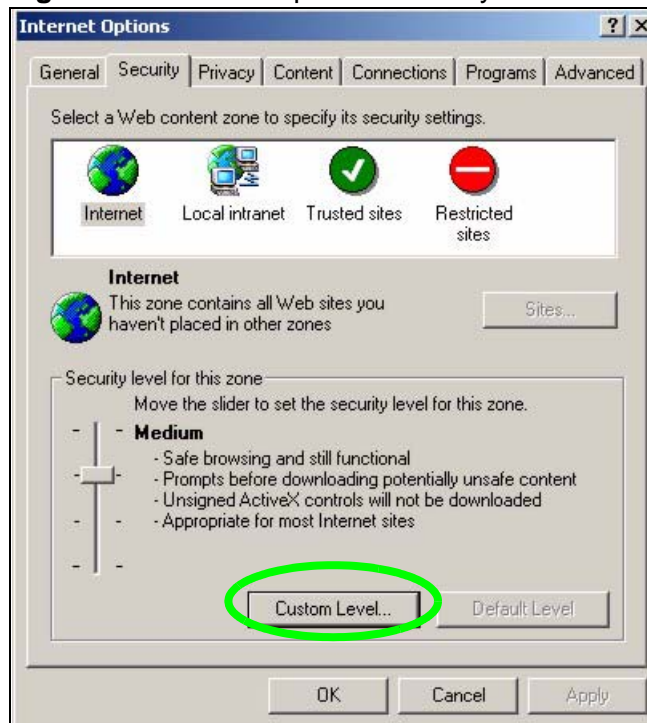 Internet Options
General Security Privacy Content Connections Programs Advanced
Select a Web content zone to specify its security settings.
Internet Local intranet Trusted sites Restricted sites
Internet
This zone contains all Web sites you
haven't placed in other zones
Sites...
Security level for this zone
Move the slider to set the security level for this zone.
Medium
- Safe browsing and still functional
- Prompts before downloading potentially unsafe content
- Unsigned ActiveX controls will not be downloaded
- Appropriate for most Internet sites
Custom Level... Default Level
OK Cancel Apply